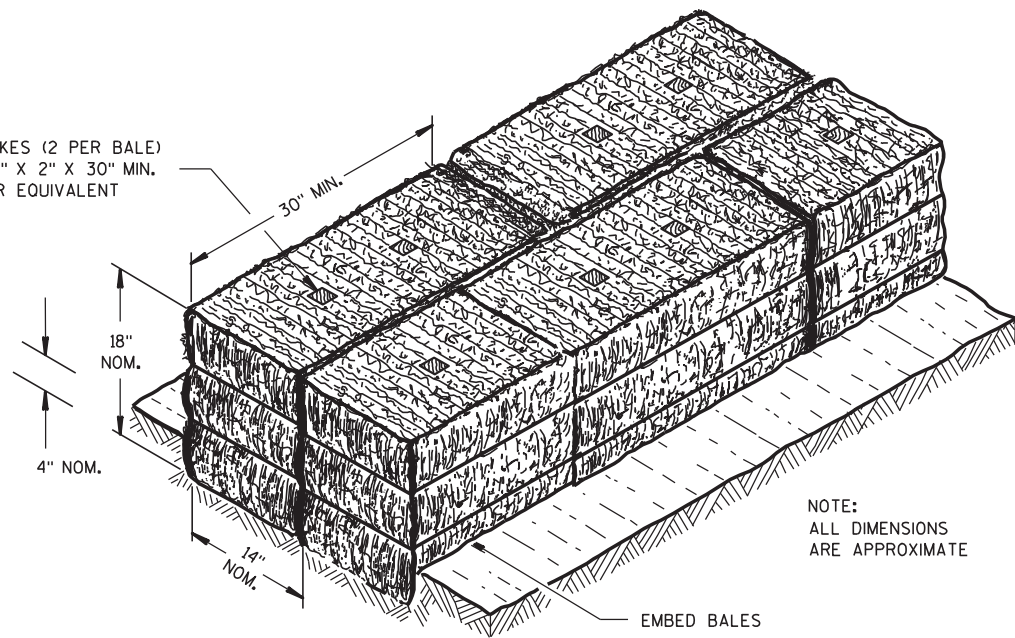 KES (2 PER BALE)
" X 2" X 30" MIN.
R EQUIVALENT
30" MIN.
18"
NOM.
4" NOM.
14"
NOM.
NOTE:
ALL DIMENSIONS
ARE APPROXIMATE
EMBED BALES